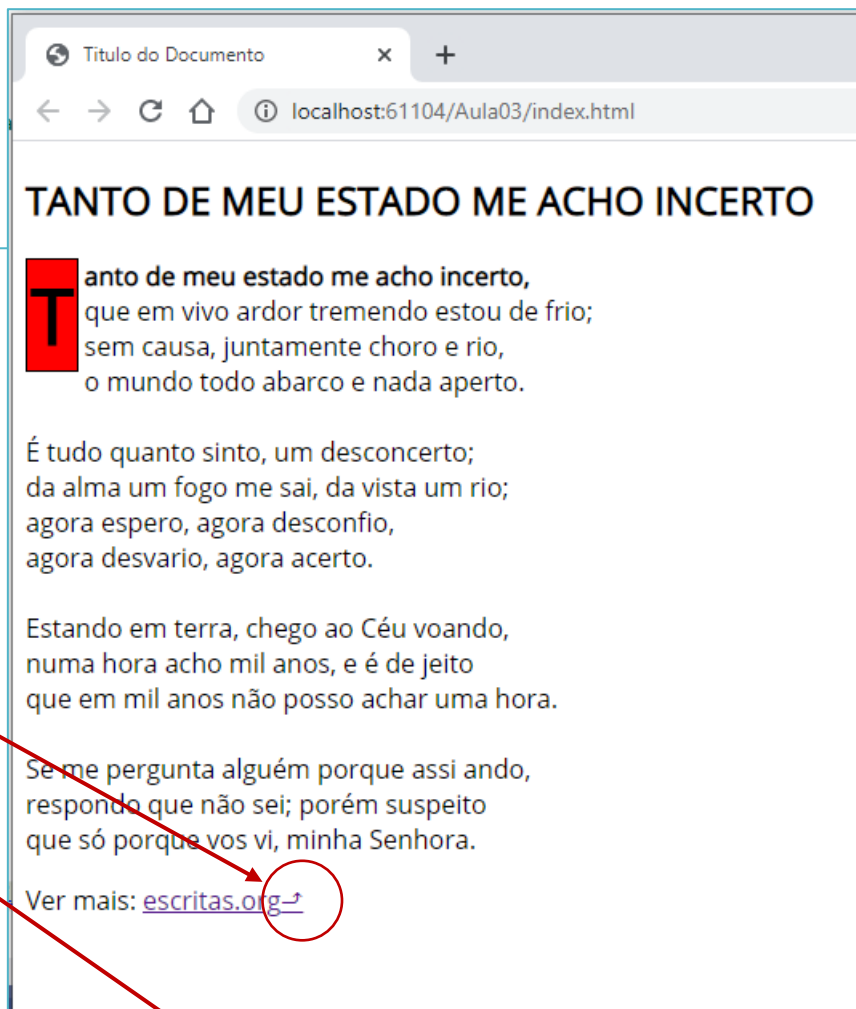 Titulo do Documento
localhost:61104/Aula03/index.html
TANTO DE MEU ESTADO ME ACHO INCERTO
Tanto de meu estado me acho incerto,
que em vivo ardor tremendo estou de frio;
sem causa, juntamente choro e rio,
o mundo todo abarco e nada aperto.
É tudo quanto sinto, um desconcerto;
da alma um fogo me sai, da vista um rio;
agora espero, agora desconfio,
agora desvario, agora acerto.
Estando em terra, chego ao Céu voando,
numa hora acho mil anos, e é de jeito
que em mil anos não posso achar uma hora.
Se me pergunta alguém porque assi ando,
respondo que não sei; porém suspeito
que só porque vos vi, minha Senhora.
Ver mais: escritas.org⮍